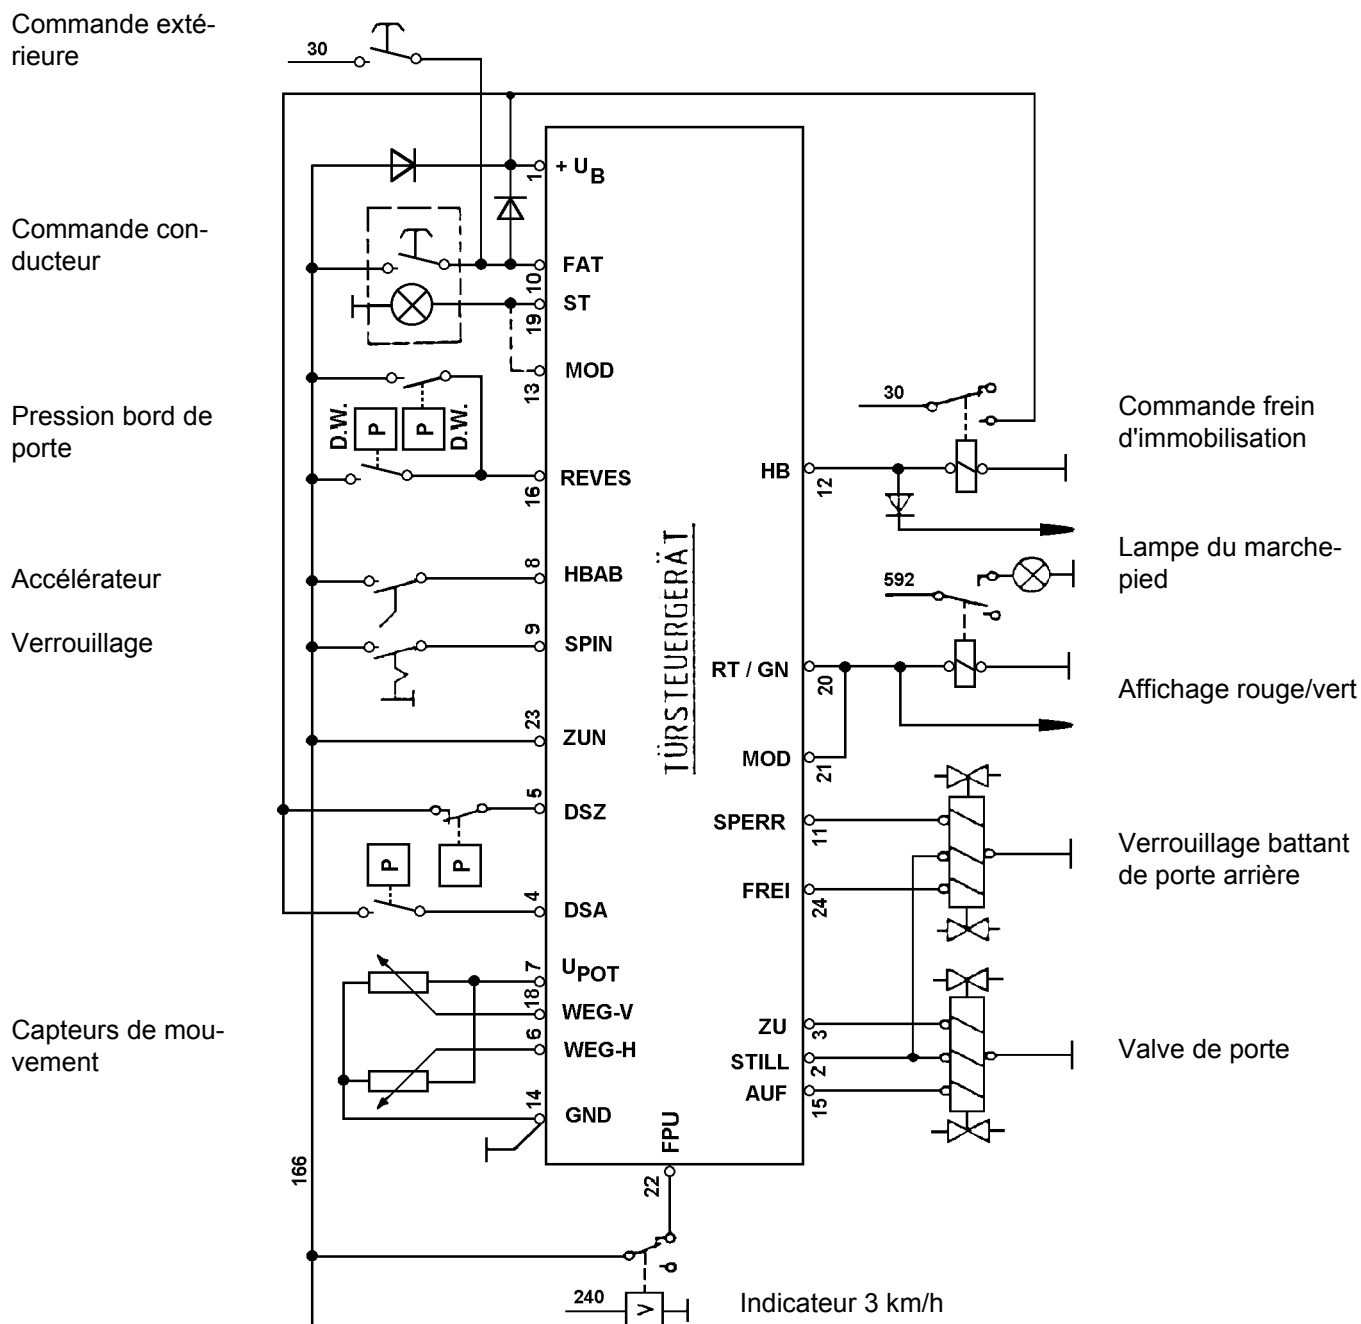 Commande exté-
rieure
30
1
+ UB
Commande con-
ducteur
10
FAT
19
ST
13
MOD
Pression bord de
porte
D.W.
P
P
D.W.
16
REVES
Accélérateur
8
HBAB
Verrouillage
9
SPIN
23
ZUN
5
DSZ
P
P
4
DSA
7
UPOT
18
WEG-V
Capteurs de mou-
vement
6
WEG-H
14
GND
166
TÜRSTEUERGERÄT
FPU
22
240
V
Indicateur 3 km/h
30
Commande frein
d'immobilisation
HB
12
Lampe du marche-
pied
592
RT / GN
20
Affichage rouge/vert
MOD
21
SPERR
11
Verrouillage battant
de porte arrière
FREI
24
ZU
3
STILL
2
Valve de porte
AUF
15